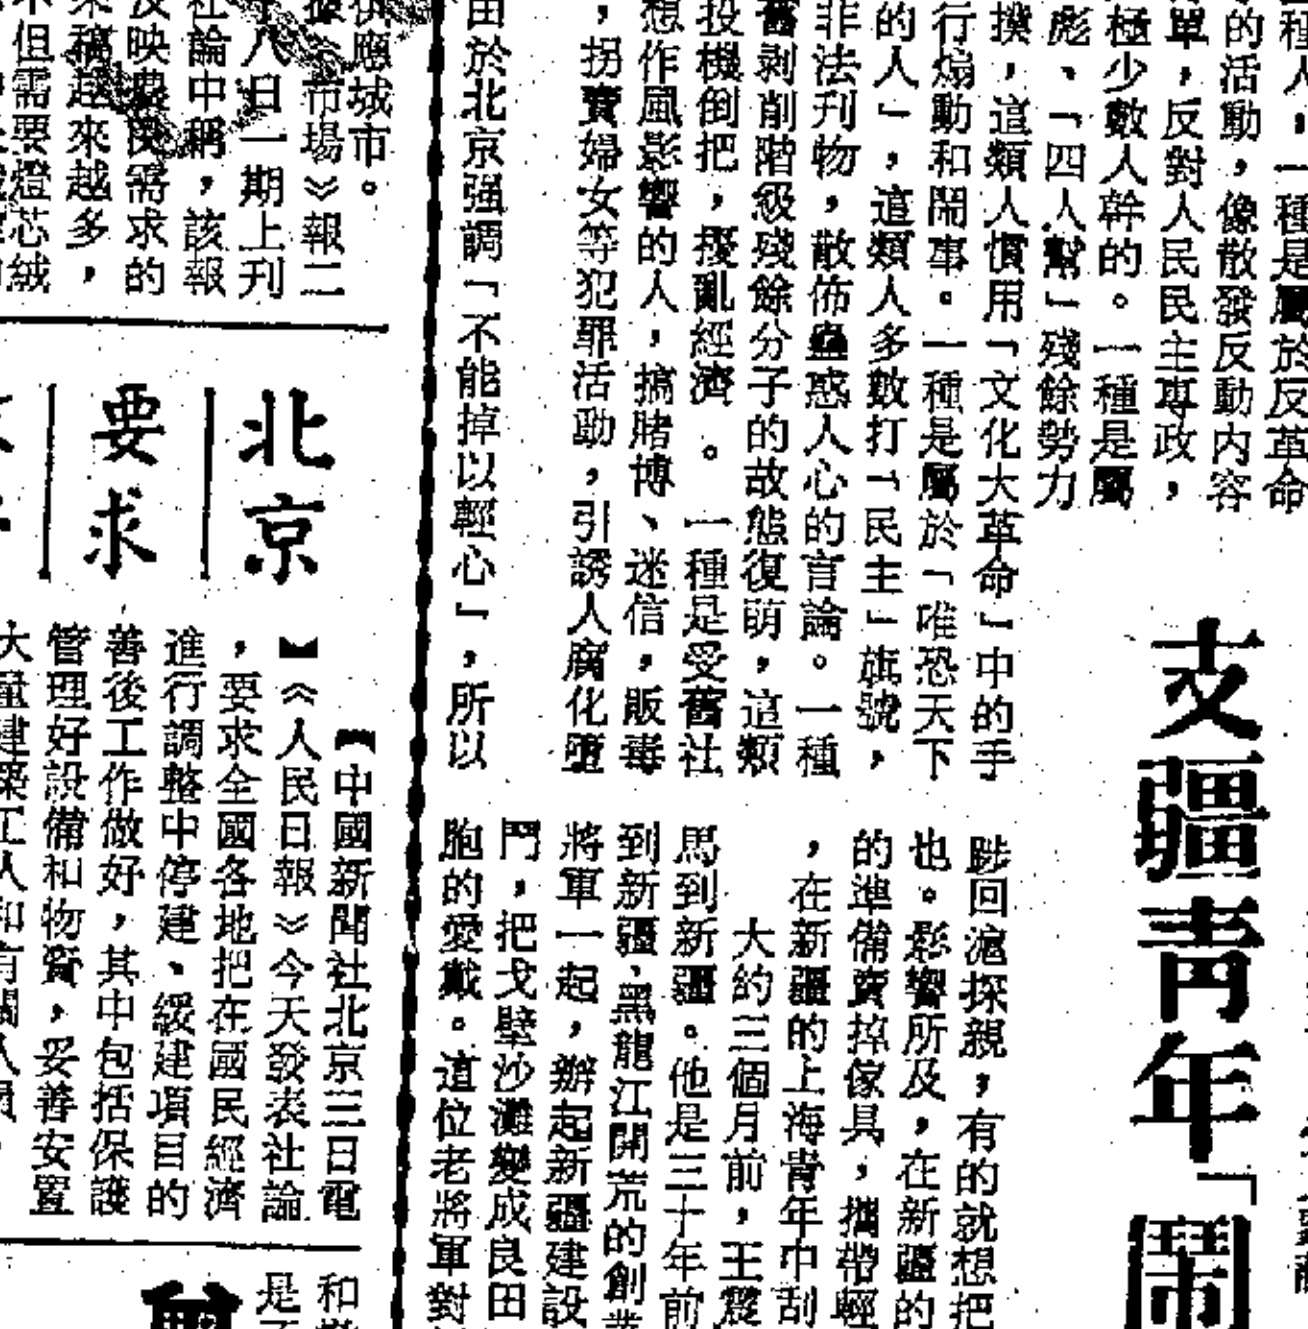 種人，一種是屬於反革命
的活動，像散發反動内容
單，反對人民民主專政，
極少數人幹的。一種是屬
彪、「四人幫」殘餘勢力
撲，這類人慣用「文化大革命」中的手
行煽動和鬧事。一種是屬於「唯恐天下
的人」，這類人多數打「民主」旗號，
非法刊物，散佈蠱惑人心的言論。一種
舊剥削階級殘餘分子的故態復萌，這類
投機倒把，擾亂經濟。一種是受舊社
想作風影響的人，搞賭博、迷信，販毒
，拐賣婦女等犯罪活動，引誘人腐化墮
由於北京强調「不能掉以輕心」，所以
支疆青年「鬧
陟回滬探親，有的就想把
也。影響所及，在新疆的
的準備賣掉傢具，攜帶輕
，在新疆的上海青年中刮
大約三個月前，王震
馬到新疆。他是三十年前
到新疆、黑龍江開荒的創業
將軍一起，辦起新疆建設
門，把戈壁沙灘變成良田
胞的愛戴。這位老將軍對
供應城市。
市場》報二
十八日一期上刊
社論中稱，該報
反映農民需求的
來稿越來越多，
不但需要燈芯絨
北京
要求
【中國新聞社北京三日電
】《人民日報》今天發表社論
，要求全國各地把在國民經濟
進行調整中停建、緩建項目的
善後工作做好，其中包括保護
管理好設備和物資，妥善安置
大量建築工人和有關人員，
和
是